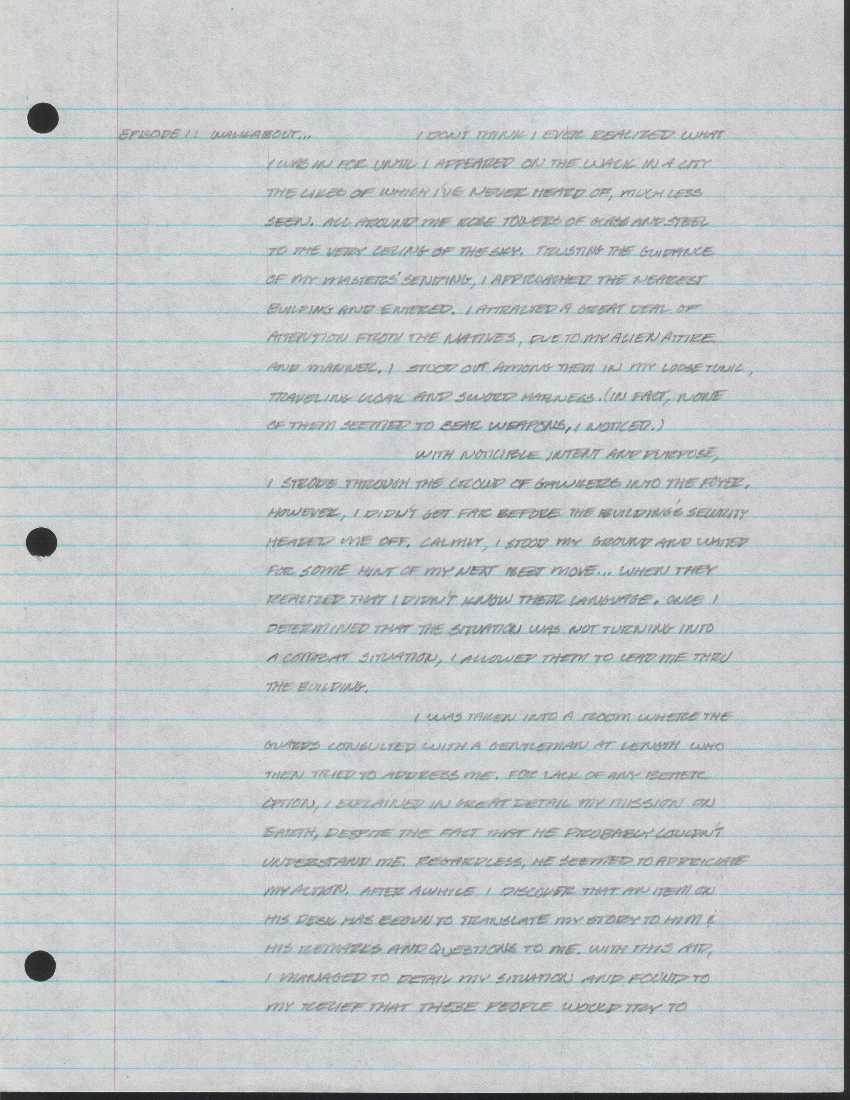 EPISODE 1: WALKABOUT... I DON'T THINK I EVER REALIZED WHAT
I WAS IN FOR UNTIL I APPEARED ON THE WALK IN A CITY
THE LIKES OF WHICH I'VE NEVER HEARD OF, MUCH LESS
SEEN. ALL AROUND ME ROSE TOWERS OF GLASS AND STEEL
TO THE VERY CEILING OF THE SKY. TRUSTING THE GUIDANCE
OF MY MASTERS' SENDING, I APPROACHED THE NEAREST
BUILDING AND ENTERED. I ATTRACTED A GREAT DEAL OF
ATTENTION FROM THE NATIVES, DUE TO MY ALIEN ATTIRE
AND MANNER. I STOOD OUT AMONG THEM IN MY LOOSE TUNIC,
TRAVELING CLOAK AND SWORD HARNESS. (IN FACT, NONE
OF THEM SEEMED TO BEAR WEAPONS, I NOTICED.)
WITH NOTICIBLE INTENT AND PURPOSE,
I STRODE THROUGH THE CROWD OF GAWKERS INTO THE FOYER.
HOWEVER, I DIDN'T GET FAR BEFORE THE BUILDING'S SECURITY
HEADED ME OFF. CALMLY, I STOOD MY GROUND AND WAITED
FOR SOME HINT OF MY NEXT BEST MOVE... WHEN THEY
REALIZED THAT I DIDN'T KNOW THEIR LANGUAGE. ONCE I
DETERMINED THAT THE SITUATION WAS NOT TURNING INTO
A COMBAT SITUATION, I ALLOWED THEM TO LEAD ME THRU
THE BUILDING.
I WAS TAKEN INTO A ROOM WHERE THE
GUARDS CONSULTED WITH A GENTLEMAN AT LENGTH WHO
THEN TRIED TO ADDRESS ME. FOR LACK OF ANY BETTER
OPTION, I EXPLAINED IN GREAT DETAIL MY MISSION ON
EARTH, DESPITE THE FACT THAT HE PROBABLY COULDN'T
UNDERSTAND ME. REGARDLESS, HE SEEMED TO APPRICIATE
MY ACTION. AFTER AWHILE I DISCOVER THAT AN ITEM ON
HIS DESK HAS BEGUN TO TRANSLATE MY STORY TO HIM &
HIS REMARKS AND QUESTIONS TO ME. WITH THIS AID,
I MANAGED TO DETAIL MY SITUATION AND FOUND TO
MY RELIEF THAT THESE PEOPLE WOULD TRY TO